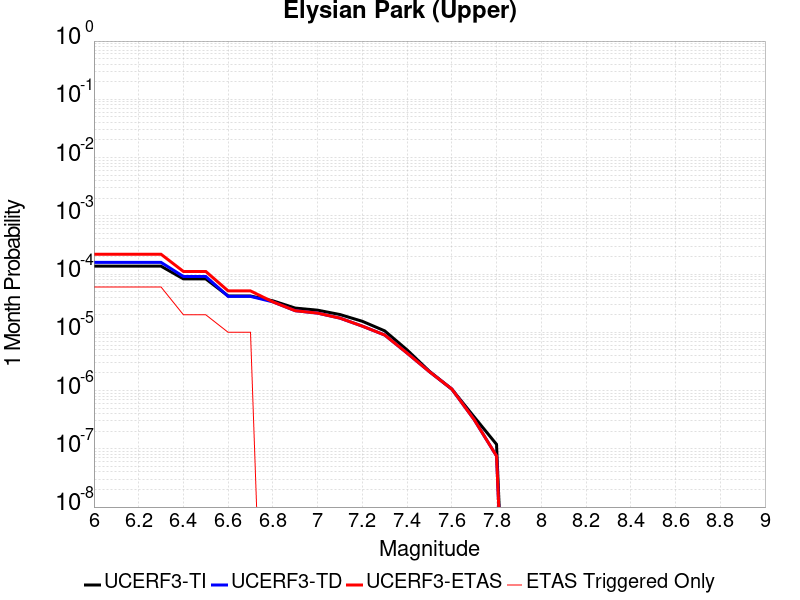 Elysian Park (Upper)
1 Month Probability
10^0
10^-1
10^-2
10^-3
10^-4
10^-5
10^-6
10^-7
10^-8
6 6.2 6.4 6.6 6.8 7 7.2 7.4 7.6 7.8 8 8.2 8.4 8.6 8.8 9
Magnitude
UCERF3-TI UCERF3-TD UCERF3-ETAS ETAS Triggered Only